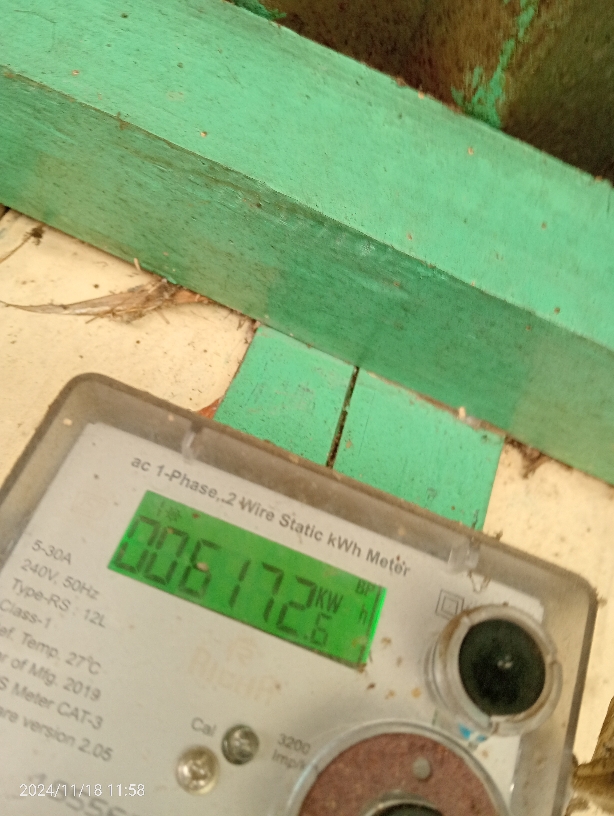 ac 1-Phase, 2 Wire Static kWh Meter
006172.6 KW h
5-30A
240V, 50Hz
Type-RS : 12L
Class-1
ef. Temp. 27°C
r of Mfg. 2019
S Meter CAT-3
are version 2.05
Cal
3200
imp/k
2024/11/18 11:58